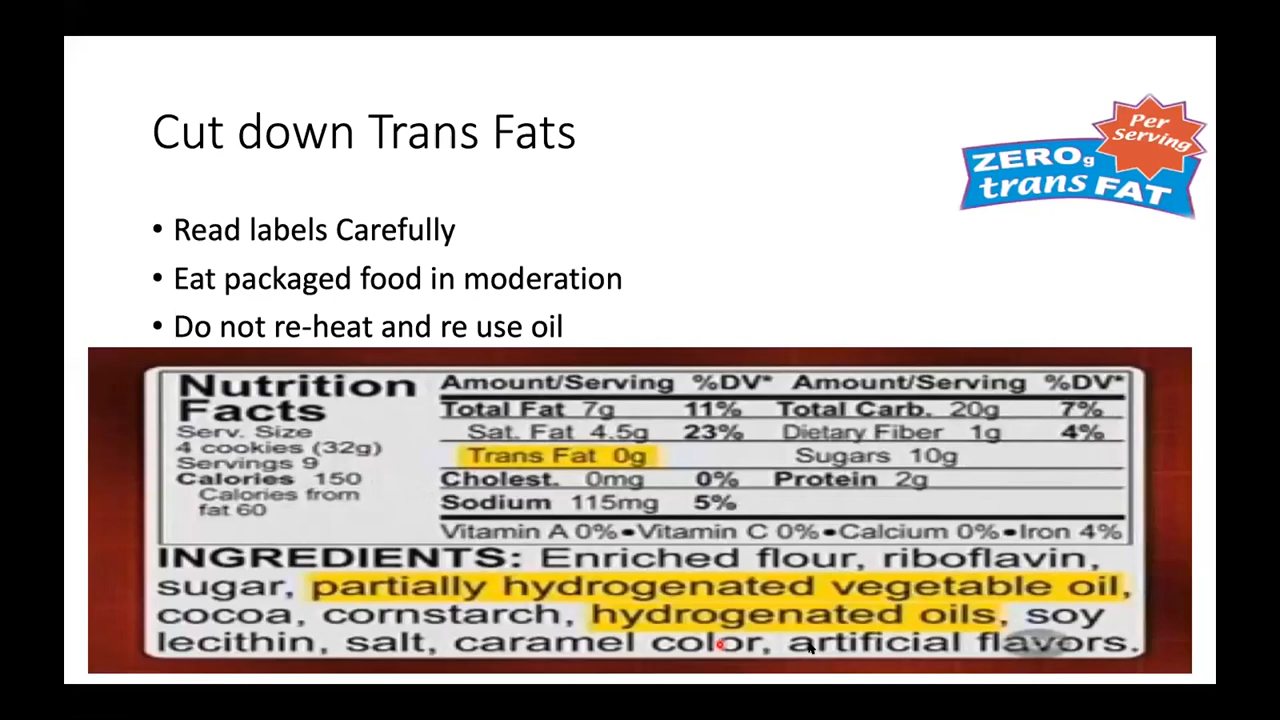 Cut down Trans Fats
Per
Serving
ZERO g
trans FAT
• Read labels Carefully
• Eat packaged food in moderation
• Do not re-heat and re use oil
Nutrition
Facts
Serv. Size
4 cookies (32g)
Servings 9
Calories 150
Calories from
fat 60
Amount/Serving %DV* Amount/Serving %DV*
Total Fat 7g 11% Total Carb. 20g 7%
Sat. Fat 4.5g 23% Dietary Fiber 1g 4%
Trans Fat 0g Sugars 10g
Cholest. 0mg 0% Protein 2g
Sodium 115mg 5%
Vitamin A 0%•Vitamin C 0%•Calcium 0%•Iron 4%
INGREDIENTS: Enriched flour, riboflavin,
sugar, partially hydrogenated vegetable oil,
cocoa, cornstarch, hydrogenated oils, soy
lecithin, salt, caramel color, artificial flavors.